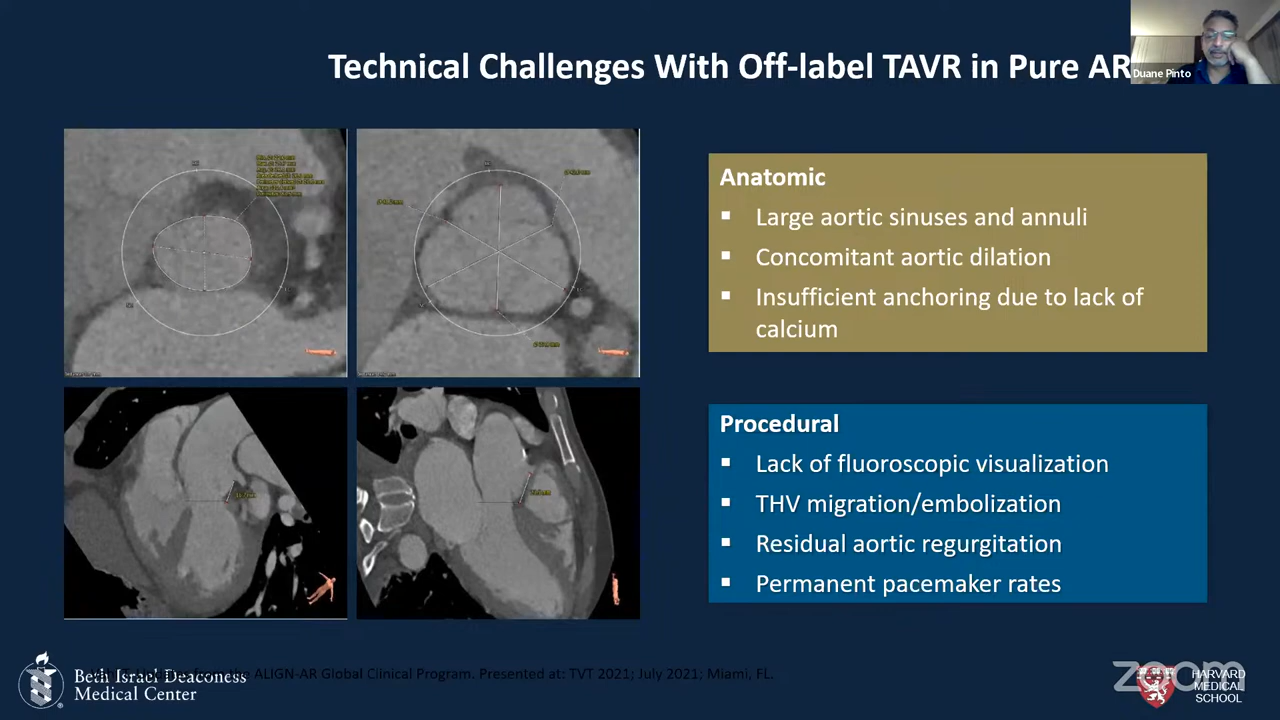 Technical Challenges With Off-label TAVR in Pure AR
Duane Pinto
Anatomic
▪ Large aortic sinuses and annuli
▪ Concomitant aortic dilation
▪ Insufficient anchoring due to lack of
calcium
Procedural
▪ Lack of fluoroscopic visualization
▪ THV migration/embolization
▪ Residual aortic regurgitation
▪ Permanent pacemaker rates
from the ALIGN-AR Global Clinical Program. Presented at: TVT 2021; July 2021; Miami, FL.
Beth Israel Deaconess
Medical Center
zoom
HARVARD
MEDICAL
SCHOOL